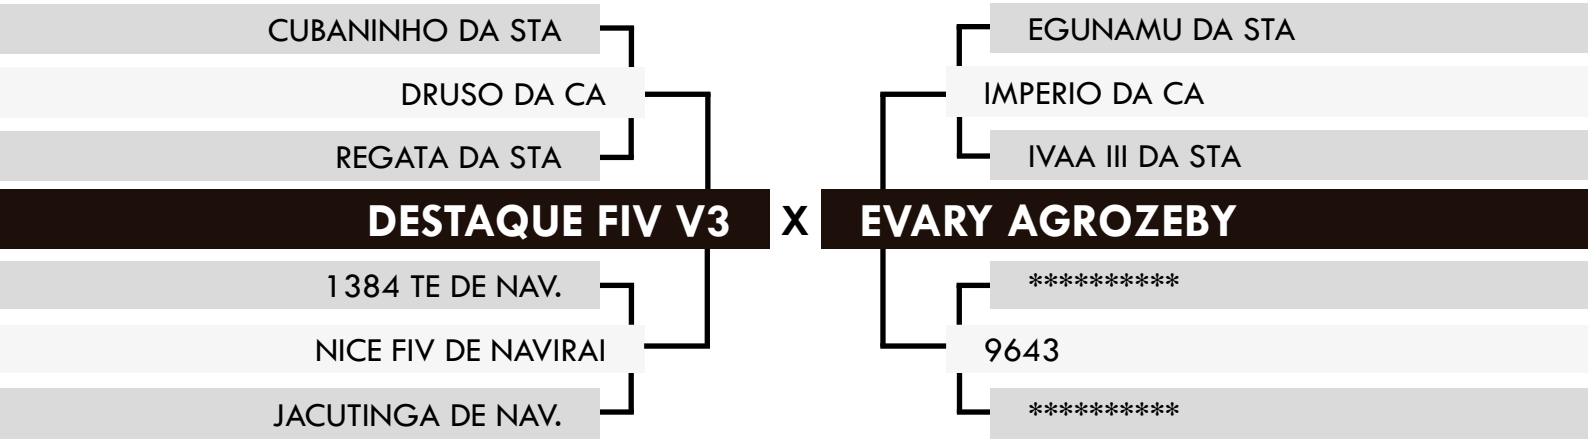 CUBANINHO DA STA
DRUSO DA CA
REGATA DA STA
DESTAQUE FIV V3
1384 TE DE NAV.
NICE FIV DE NAVIRAI
JACUTINGA DE NAV.
X
EGUNAMU DA STA
IMPERIO DA CA
IVAA III DA STA
EVARY AGROZEBY
**********
9643
**********